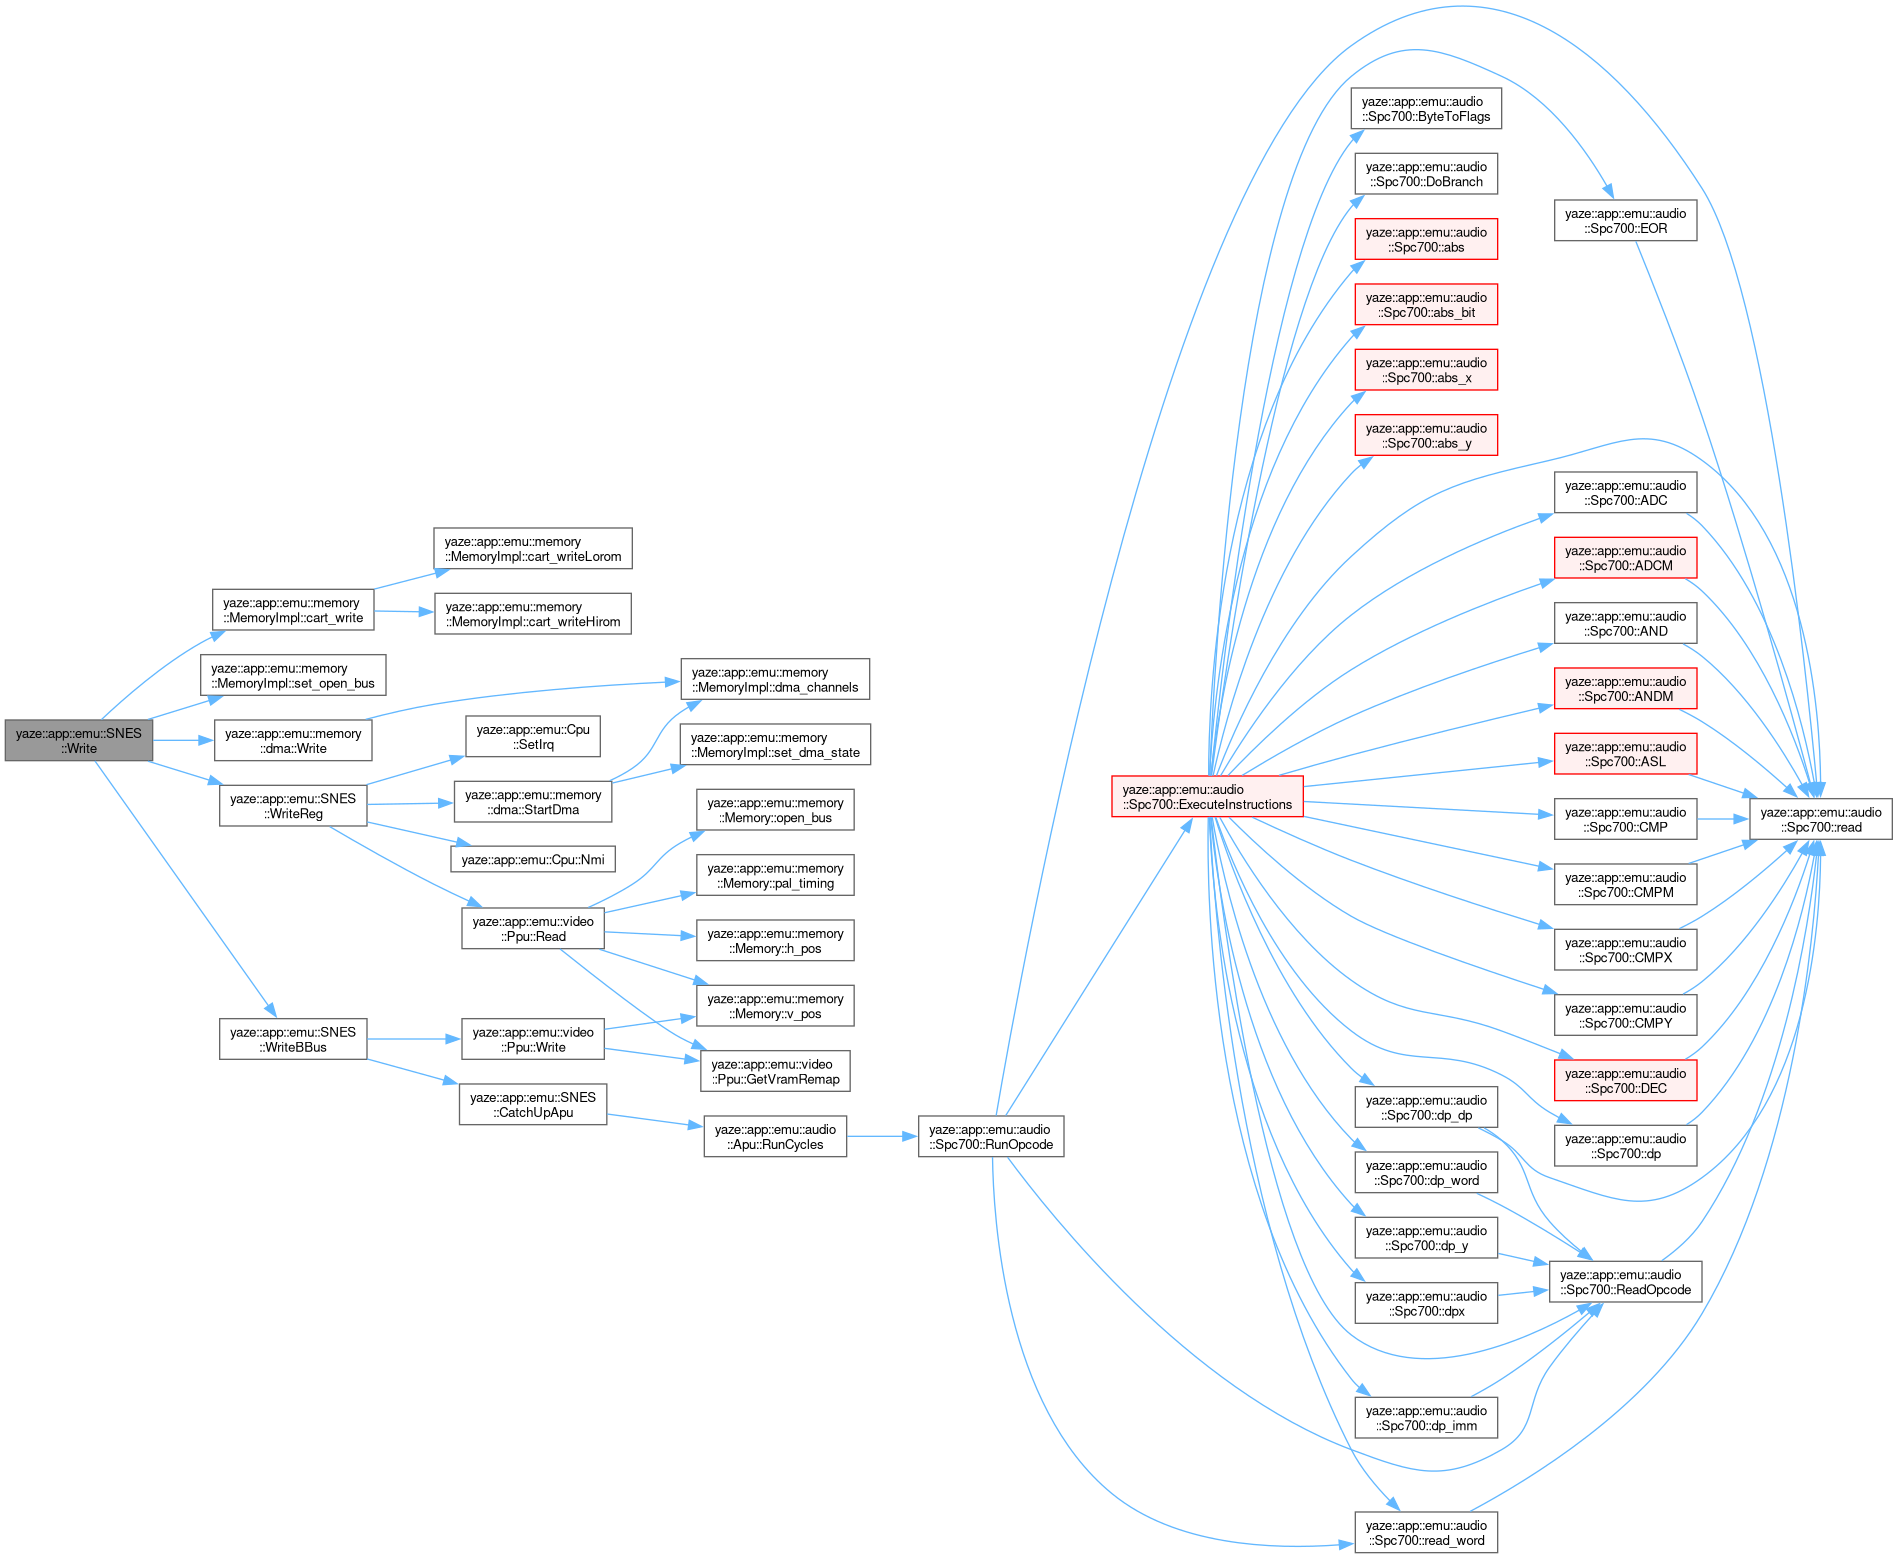 yaze::app::emu::SNES
::Write
yaze::app::emu::memory
::MemoryImpl::cart_write
yaze::app::emu::memory
::MemoryImpl::set_open_bus
yaze::app::emu::memory
::dma::Write
yaze::app::emu::SNES
::WriteReg
yaze::app::emu::SNES
::WriteBBus
yaze::app::emu::memory
::MemoryImpl::cart_writeLorom
yaze::app::emu::memory
::MemoryImpl::cart_writeHirom
yaze::app::emu::Cpu
::SetIrq
yaze::app::emu::memory
::dma::StartDma
yaze::app::emu::Cpu::Nmi
yaze::app::emu::video
::Ppu::Read
yaze::app::emu::video
::Ppu::Write
yaze::app::emu::SNES
::CatchUpApu
yaze::app::emu::memory
::MemoryImpl::dma_channels
yaze::app::emu::memory
::MemoryImpl::set_dma_state
yaze::app::emu::memory
::Memory::open_bus
yaze::app::emu::memory
::Memory::pal_timing
yaze::app::emu::memory
::Memory::h_pos
yaze::app::emu::memory
::Memory::v_pos
yaze::app::emu::video
::Ppu::GetVramRemap
yaze::app::emu::audio
::Apu::RunCycles
yaze::app::emu::audio
::Spc700::RunOpcode
yaze::app::emu::audio
::Spc700::ExecuteInstructions
yaze::app::emu::audio
::Spc700::ByteToFlags
yaze::app::emu::audio
::Spc700::DoBranch
yaze::app::emu::audio
::Spc700::abs
yaze::app::emu::audio
::Spc700::abs_bit
yaze::app::emu::audio
::Spc700::abs_x
yaze::app::emu::audio
::Spc700::abs_y
yaze::app::emu::audio
::Spc700::dp_dp
yaze::app::emu::audio
::Spc700::dp_word
yaze::app::emu::audio
::Spc700::dp_y
yaze::app::emu::audio
::Spc700::dpx
yaze::app::emu::audio
::Spc700::dp_imm
yaze::app::emu::audio
::Spc700::read_word
yaze::app::emu::audio
::Spc700::EOR
yaze::app::emu::audio
::Spc700::ADC
yaze::app::emu::audio
::Spc700::ADCM
yaze::app::emu::audio
::Spc700::AND
yaze::app::emu::audio
::Spc700::ANDM
yaze::app::emu::audio
::Spc700::ASL
yaze::app::emu::audio
::Spc700::CMP
yaze::app::emu::audio
::Spc700::CMPM
yaze::app::emu::audio
::Spc700::CMPX
yaze::app::emu::audio
::Spc700::CMPY
yaze::app::emu::audio
::Spc700::DEC
yaze::app::emu::audio
::Spc700::dp
yaze::app::emu::audio
::Spc700::ReadOpcode
yaze::app::emu::audio
::Spc700::read